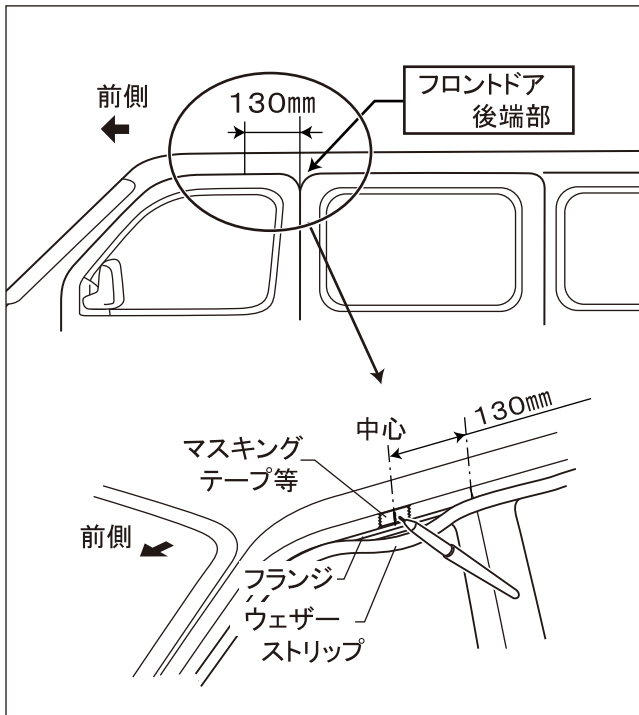 前側
130㎜
フロントドア
後端部
130㎜
中心
マスキング
テープ等
前側
フランジ
ウェザー
ストリップ